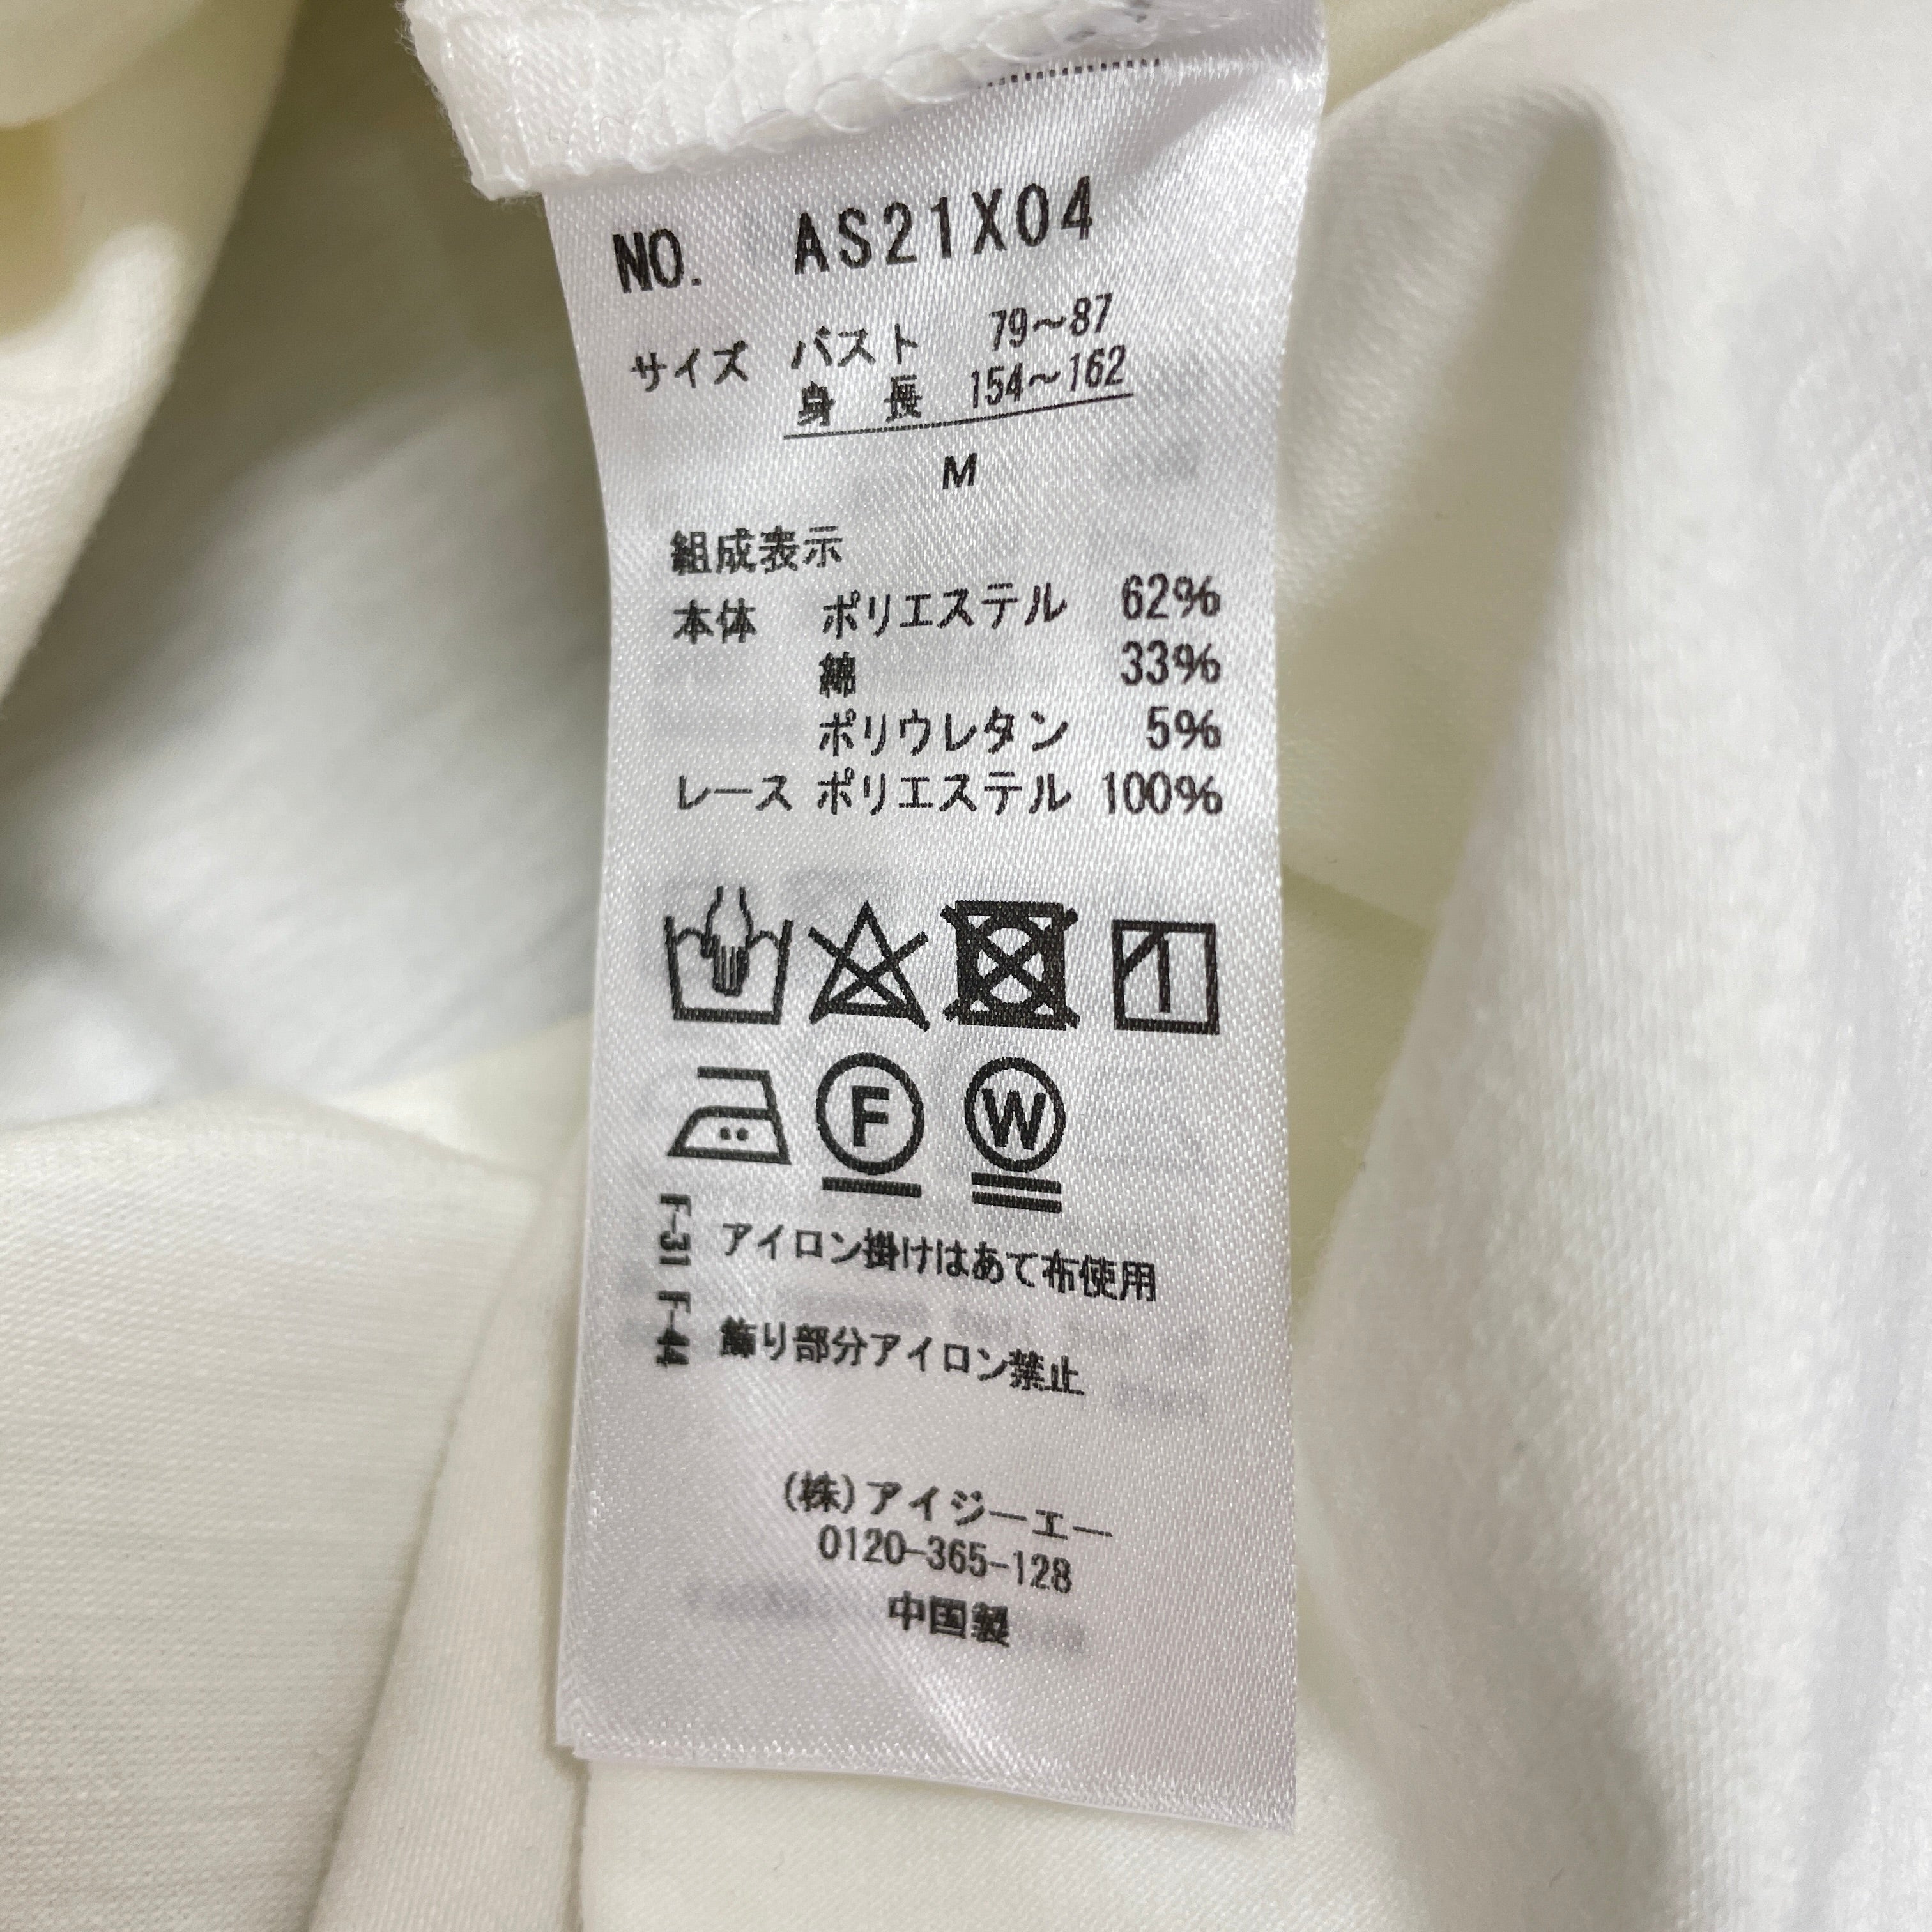 NO. AS21X04
サイズ バスト 79〜87
身 長 154〜162
M
組成表示
本体 ポリエステル 62%
綿 33%
ポリウレタン 5%
レース ポリエステル 100%
F W
F-31 アイロン掛けはあて布使用
F-44 飾り部分アイロン禁止
(株)アイジーエー
0120-365-128
中国製